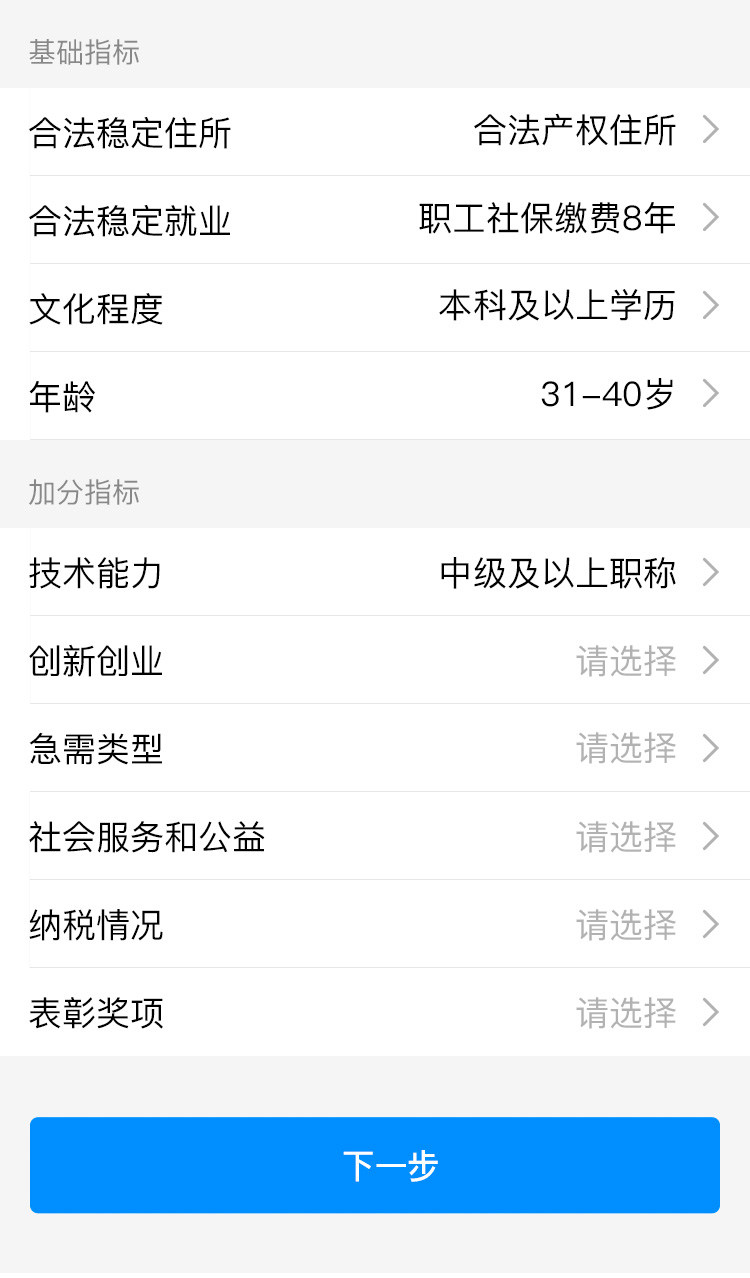 基础指标
合法稳定住所 合法产权住所
合法稳定就业 职工社保缴费8年
文化程度 本科及以上学历
年龄 31-40岁
加分指标
技术能力 中级及以上职称
创新创业 请选择
急需类型 请选择
社会服务和公益 请选择
纳税情况 请选择
表彰奖项 请选择
下一步